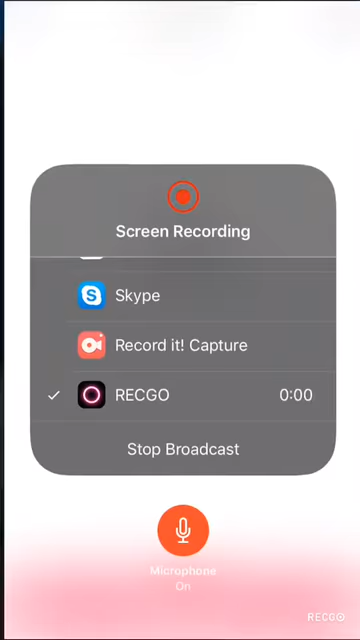 Screen Recording
Skype
Record it! Capture
RECGO 0:00
Stop Broadcast
Microphone
On
RECGO